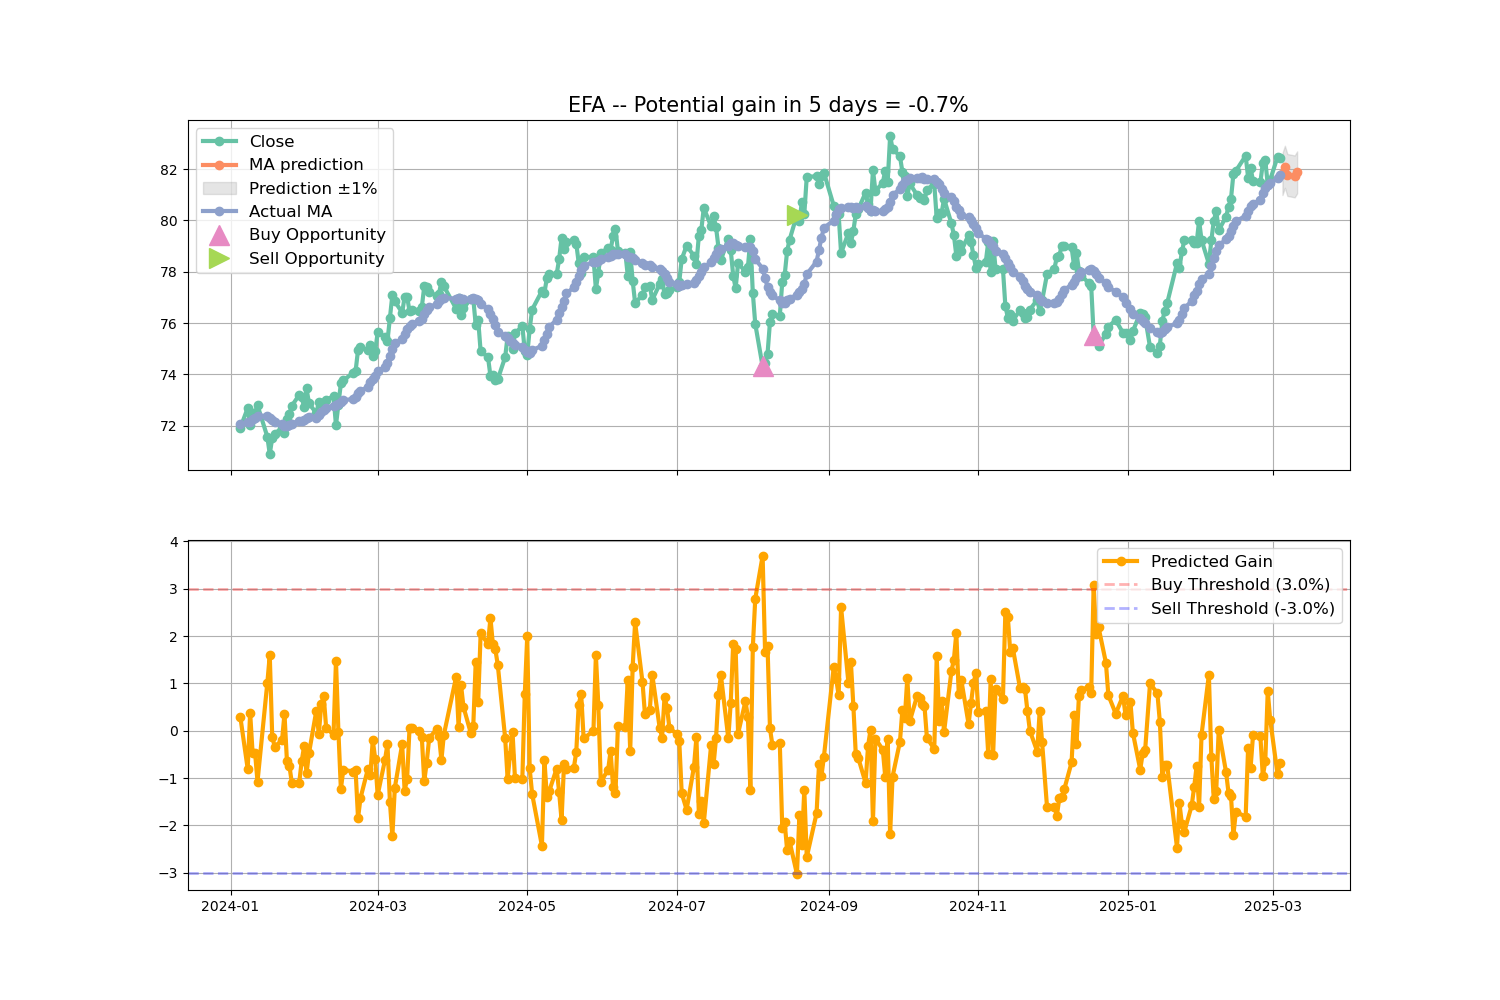 EFA -- Potential gain in 5 days = -0.7%
Close
MA prediction
Prediction ±1%
Actual MA
Buy Opportunity
Sell Opportunity
82
80
78
76
74
72
4
3
2
1
0
−1
−2
−3
Predicted Gain
Buy Threshold (3.0%)
Sell Threshold (-3.0%)
2024-01 2024-03 2024-05 2024-07 2024-09 2024-11 2025-01 2025-03